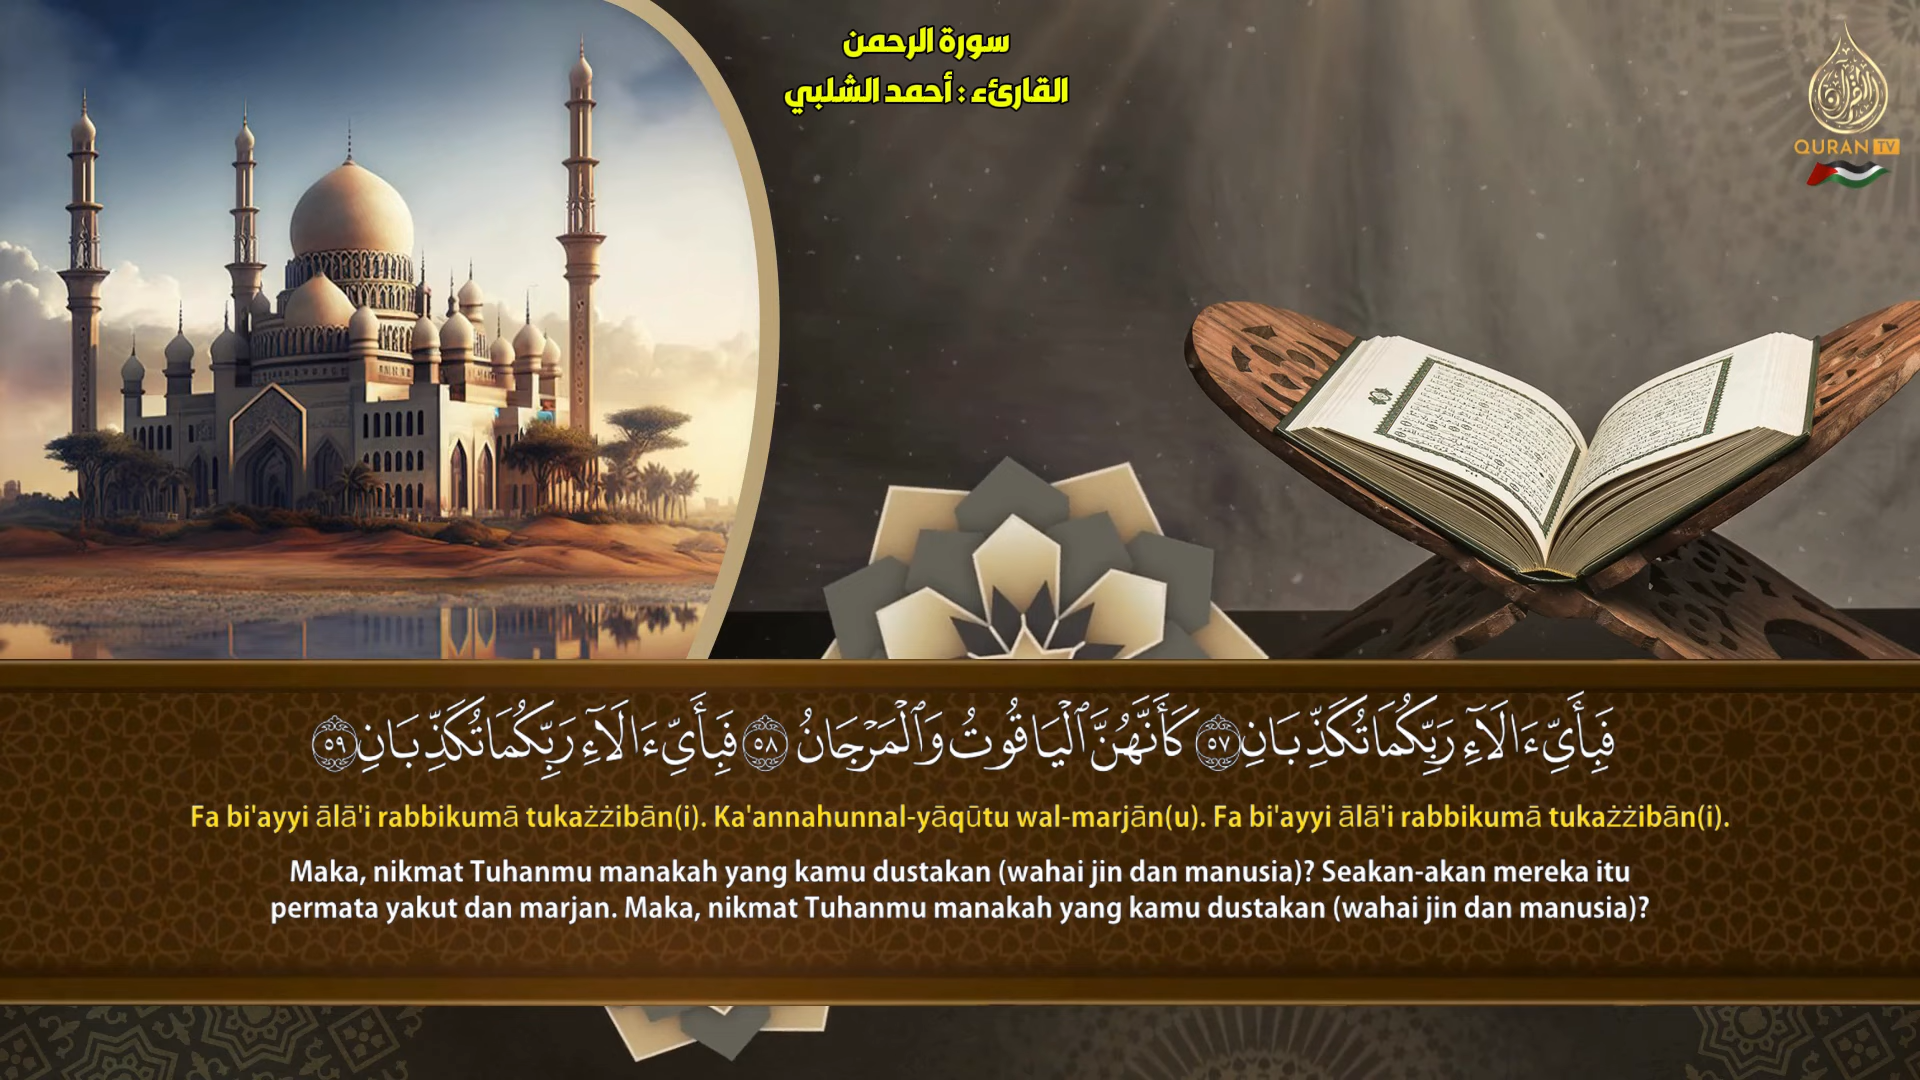 سورة الرحمن
القارئء : أحمد الشلبي
QURAN TV
فَبِأَيِّ ءَالَآءِ رَبِّكُمَا تُكَذِّبَانِ ٥٧ كَأَنَّهُنَّ ٱلْيَاقُوتُ وَٱلْمَرْجَانُ ٥٨ فَبِأَيِّ ءَالَآءِ رَبِّكُمَا تُكَذِّبَانِ ٥٩
Fa bi'ayyi ālā'i rabbikumā tukażżibān(i). Ka'annahunnal-yāqūtu wal-marjān(u). Fa bi'ayyi ālā'i rabbikumā tukażżibān(i).
Maka, nikmat Tuhanmu manakah yang kamu dustakan (wahai jin dan manusia)? Seakan-akan mereka itu
permata yakut dan marjan. Maka, nikmat Tuhanmu manakah yang kamu dustakan (wahai jin dan manusia)?